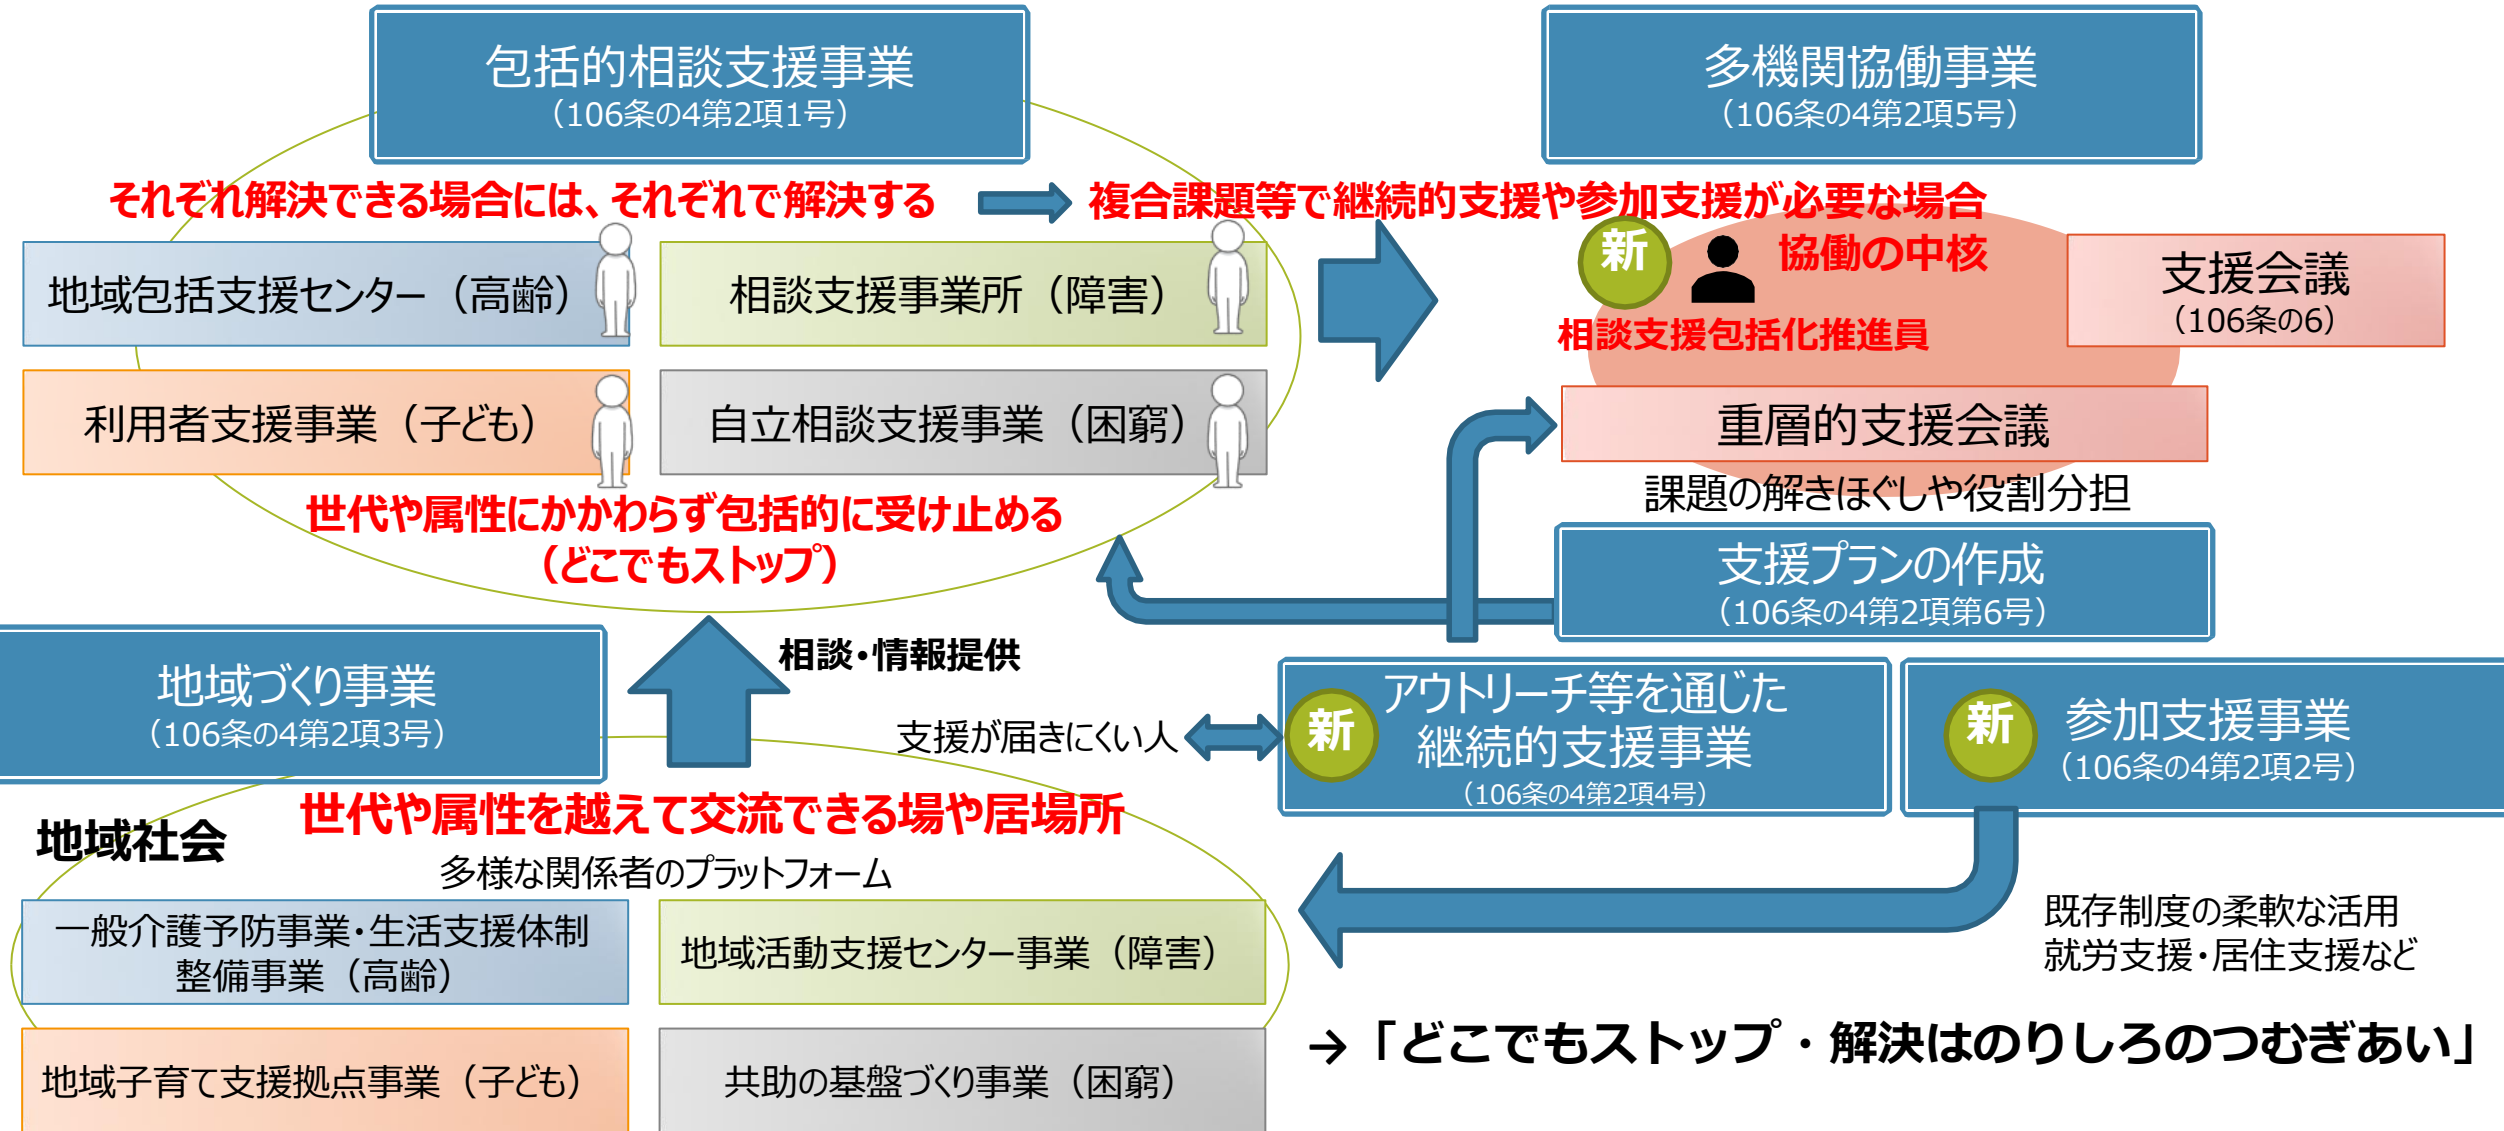 包括的相談支援事業
（106条の4第2項1号）
多機関協働事業
（106条の4第2項5号）
それぞれ解決できる場合には、それぞれで解決する
複合課題等で継続的支援や参加支援が必要な場合
地域包括支援センター（高齢）
相談支援事業所（障害）
利用者支援事業（子ども）
自立相談支援事業（困窮）
世代や属性にかかわらず包括的に受け止める
（どこでもストップ）
新
協働の中核
相談支援包括化推進員
支援会議
（106条の6）
重層的支援会議
課題の解きほぐしや役割分担
支援プランの作成
（106条の4第2項第6号）
地域づくり事業
（106条の4第2項3号）
相談・情報提供
支援が届きにくい人
新
アウトリーチ等を通じた
継続的支援事業
（106条の4第2項4号）
新
参加支援事業
（106条の4第2項2号）
世代や属性を越えて交流できる場や居場所
地域社会
多様な関係者のプラットフォーム
一般介護予防事業・生活支援体制
整備事業（高齢）
地域活動支援センター事業（障害）
地域子育て支援拠点事業（子ども）
共助の基盤づくり事業（困窮）
既存制度の柔軟な活用
就労支援・居住支援など
→「どこでもストップ・解決はのりしろのつむぎあい」